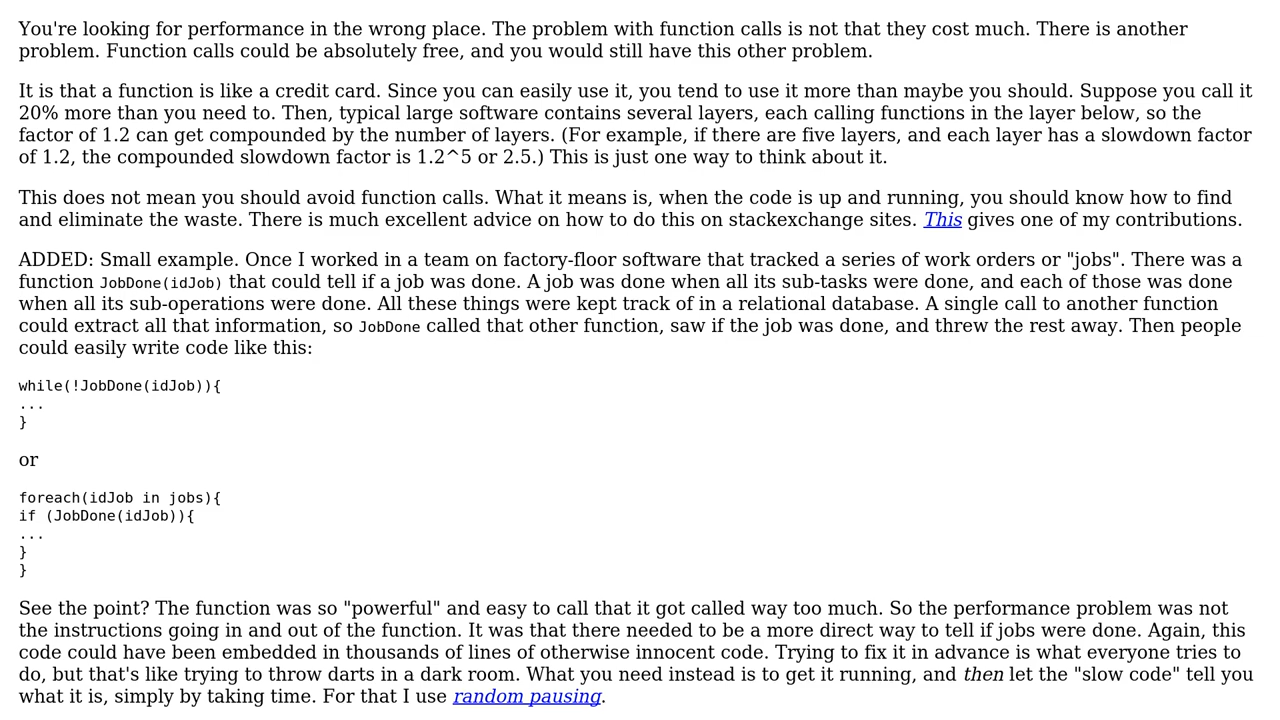 You're looking for performance in the wrong place. The problem with function calls is not that they cost much. There is another
problem. Function calls could be absolutely free, and you would still have this other problem.
It is that a function is like a credit card. Since you can easily use it, you tend to use it more than maybe you should. Suppose you call it
20% more than you need to. Then, typical large software contains several layers, each calling functions in the layer below, so the
factor of 1.2 can get compounded by the number of layers. (For example, if there are five layers, and each layer has a slowdown factor
of 1.2, the compounded slowdown factor is 1.2^5 or 2.5.) This is just one way to think about it.
This does not mean you should avoid function calls. What it means is, when the code is up and running, you should know how to find
and eliminate the waste. There is much excellent advice on how to do this on stackexchange sites. This gives one of my contributions.
ADDED: Small example. Once I worked in a team on factory-floor software that tracked a series of work orders or "jobs". There was a
function JobDone(idJob) that could tell if a job was done. A job was done when all its sub-tasks were done, and each of those was done
when all its sub-operations were done. All these things were kept track of in a relational database. A single call to another function
could extract all that information, so JobDone called that other function, saw if the job was done, and threw the rest away. Then people
could easily write code like this:
while(!JobDone(idJob)){
...
}
or
foreach(idJob in jobs){
if (JobDone(idJob)){
...
}
}
See the point? The function was so "powerful" and easy to call that it got called way too much. So the performance problem was not
the instructions going in and out of the function. It was that there needed to be a more direct way to tell if jobs were done. Again, this
code could have been embedded in thousands of lines of otherwise innocent code. Trying to fix it in advance is what everyone tries to
do, but that's like trying to throw darts in a dark room. What you need instead is to get it running, and then let the "slow code" tell you
what it is, simply by taking time. For that I use random pausing.